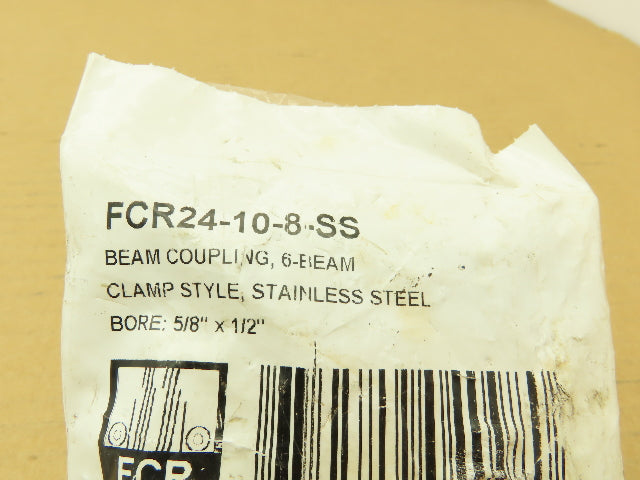 FCR24-10-8-SS
BEAM COUPLING, 6-BEAM
CLAMP STYLE, STAINLESS STEEL
BORE: 5/8" x 1/2"
FCR